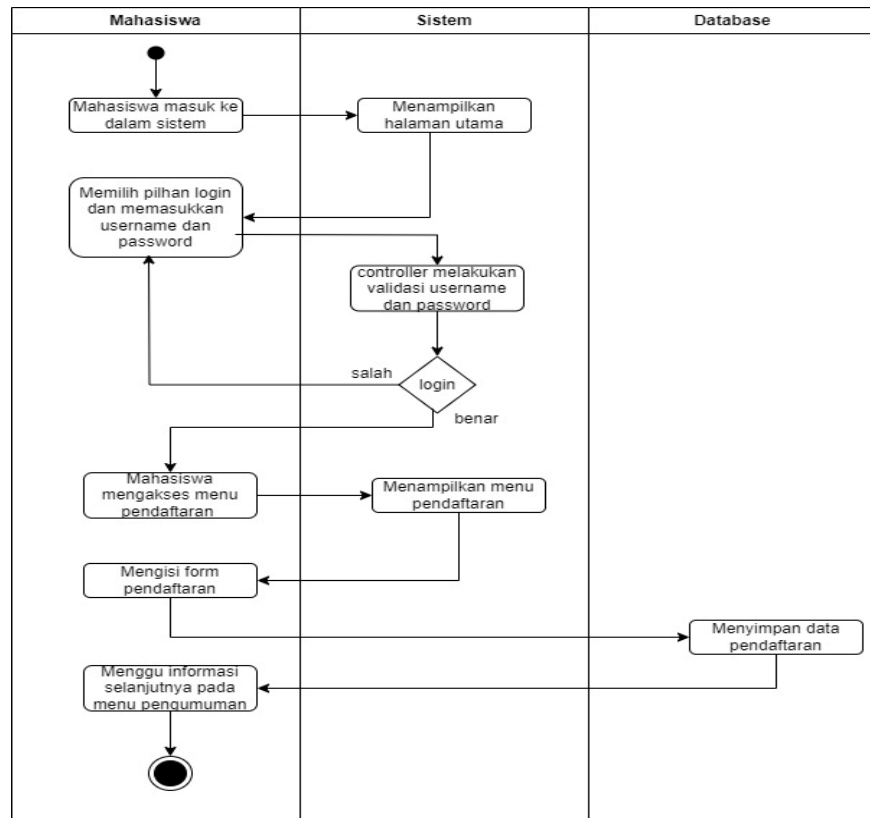 Mahasiswa
Sistem
Database
Mahasiswa masuk ke
dalam sistem
Menampilkan
halaman utama
Memilih pilhan login
dan memasukkan
username dan
password
controller melakukan
validasi username
dan password
salah
login
benar
Mahasiswa
mengakses menu
pendaftaran
Menampilkan menu
pendaftaran
Mengisi form
pendaftaran
Menyimpan data
pendaftaran
Menggu informasi
selanjutnya pada
menu pengumuman